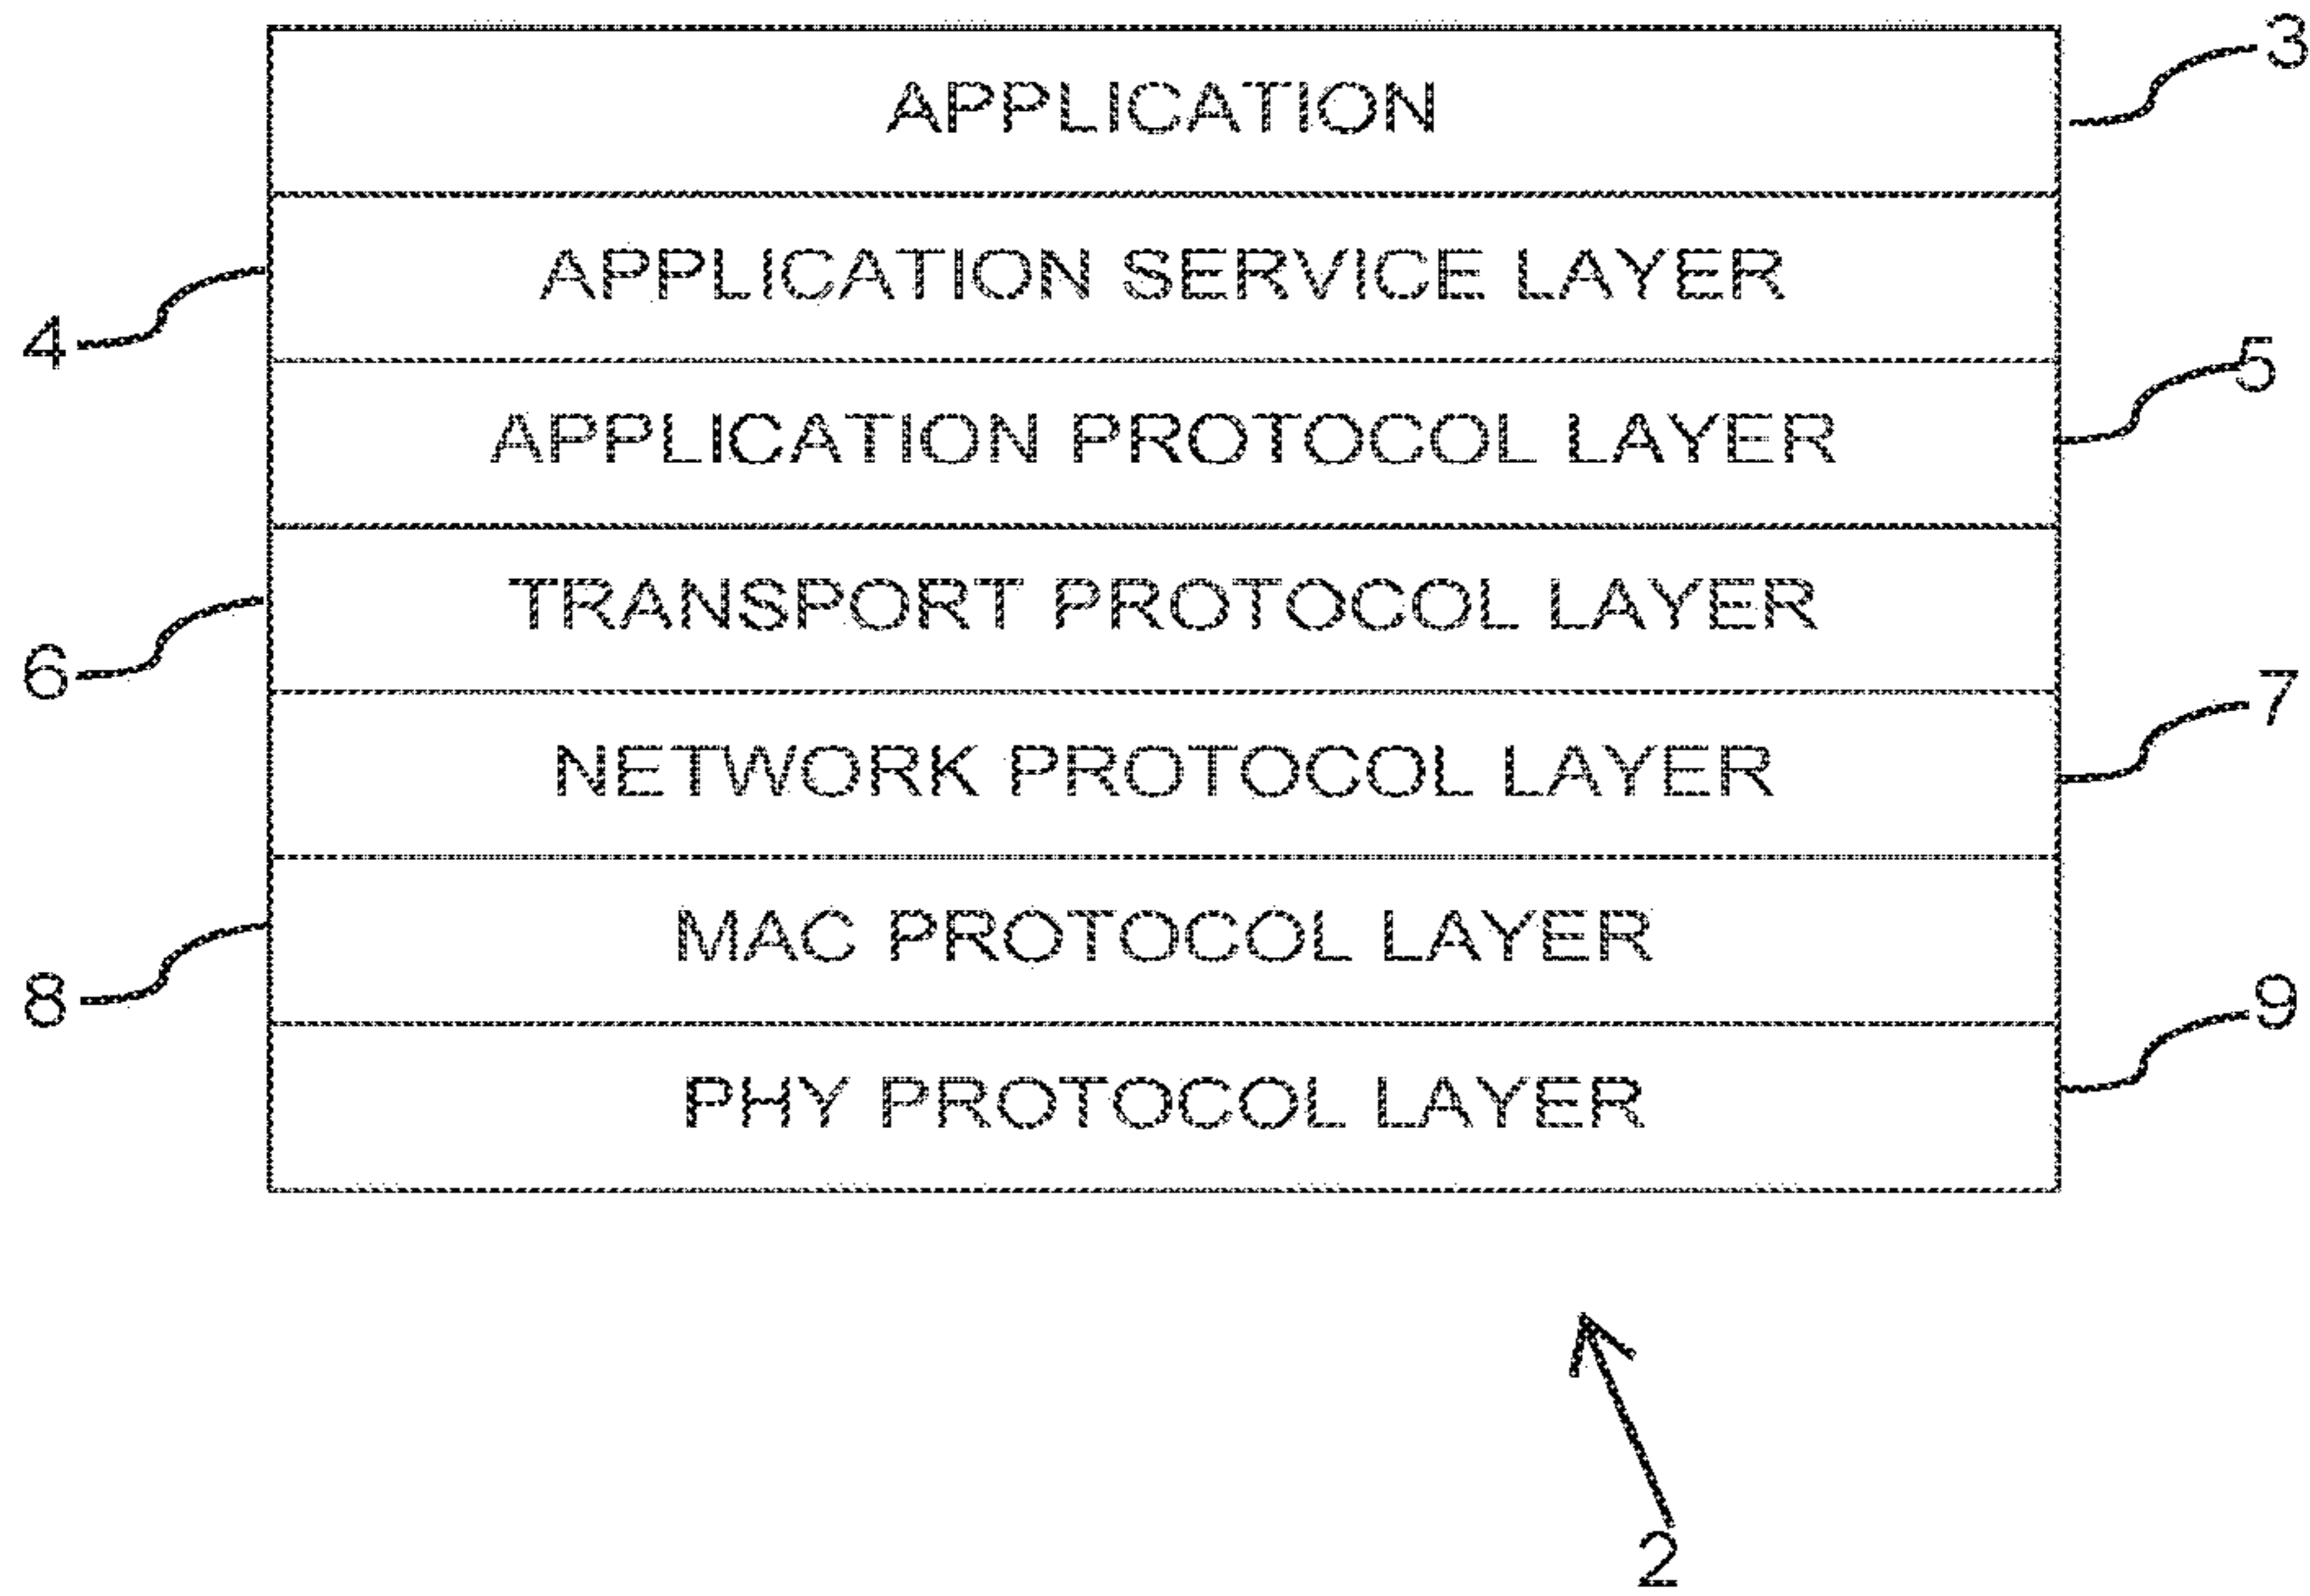 APPLICATION
3
APPLICATION SERVICE LAYER
4
APPLICATION PROTOCOL LAYER
5
TRANSPORT PROTOCOL LAYER
6
NETWORK PROTOCOL LAYER
7
MAC PROTOCOL LAYER
8
PHY PROTOCOL LAYER
9
2